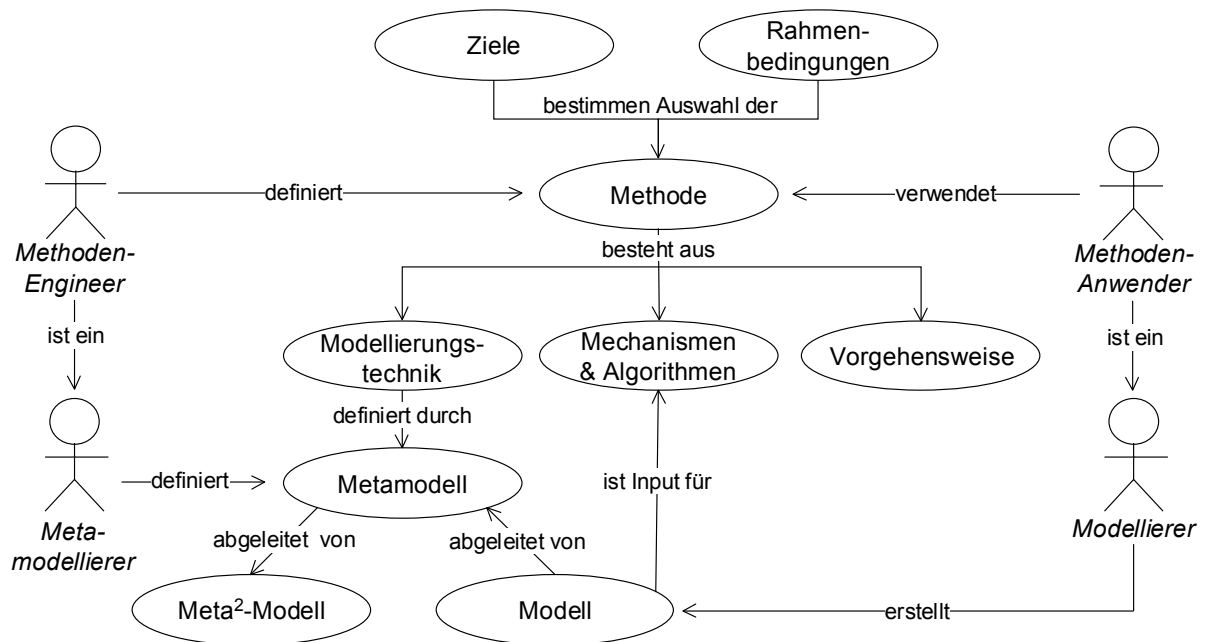 Ziele
Rahmen-
bedingungen
bestimmen Auswahl der
definiert
Methode
verwendet
Methoden-
Engineer
besteht aus
Methoden-
Anwender
ist ein
Modellierungs-
technik
Mechanismen
& Algorithmen
Vorgehensweise
ist ein
definiert durch
definiert
Metamodell
ist Input für
Meta-
modellierer
abgeleitet von
abgeleitet von
Modellierer
Meta²-Modell
Modell
erstellt